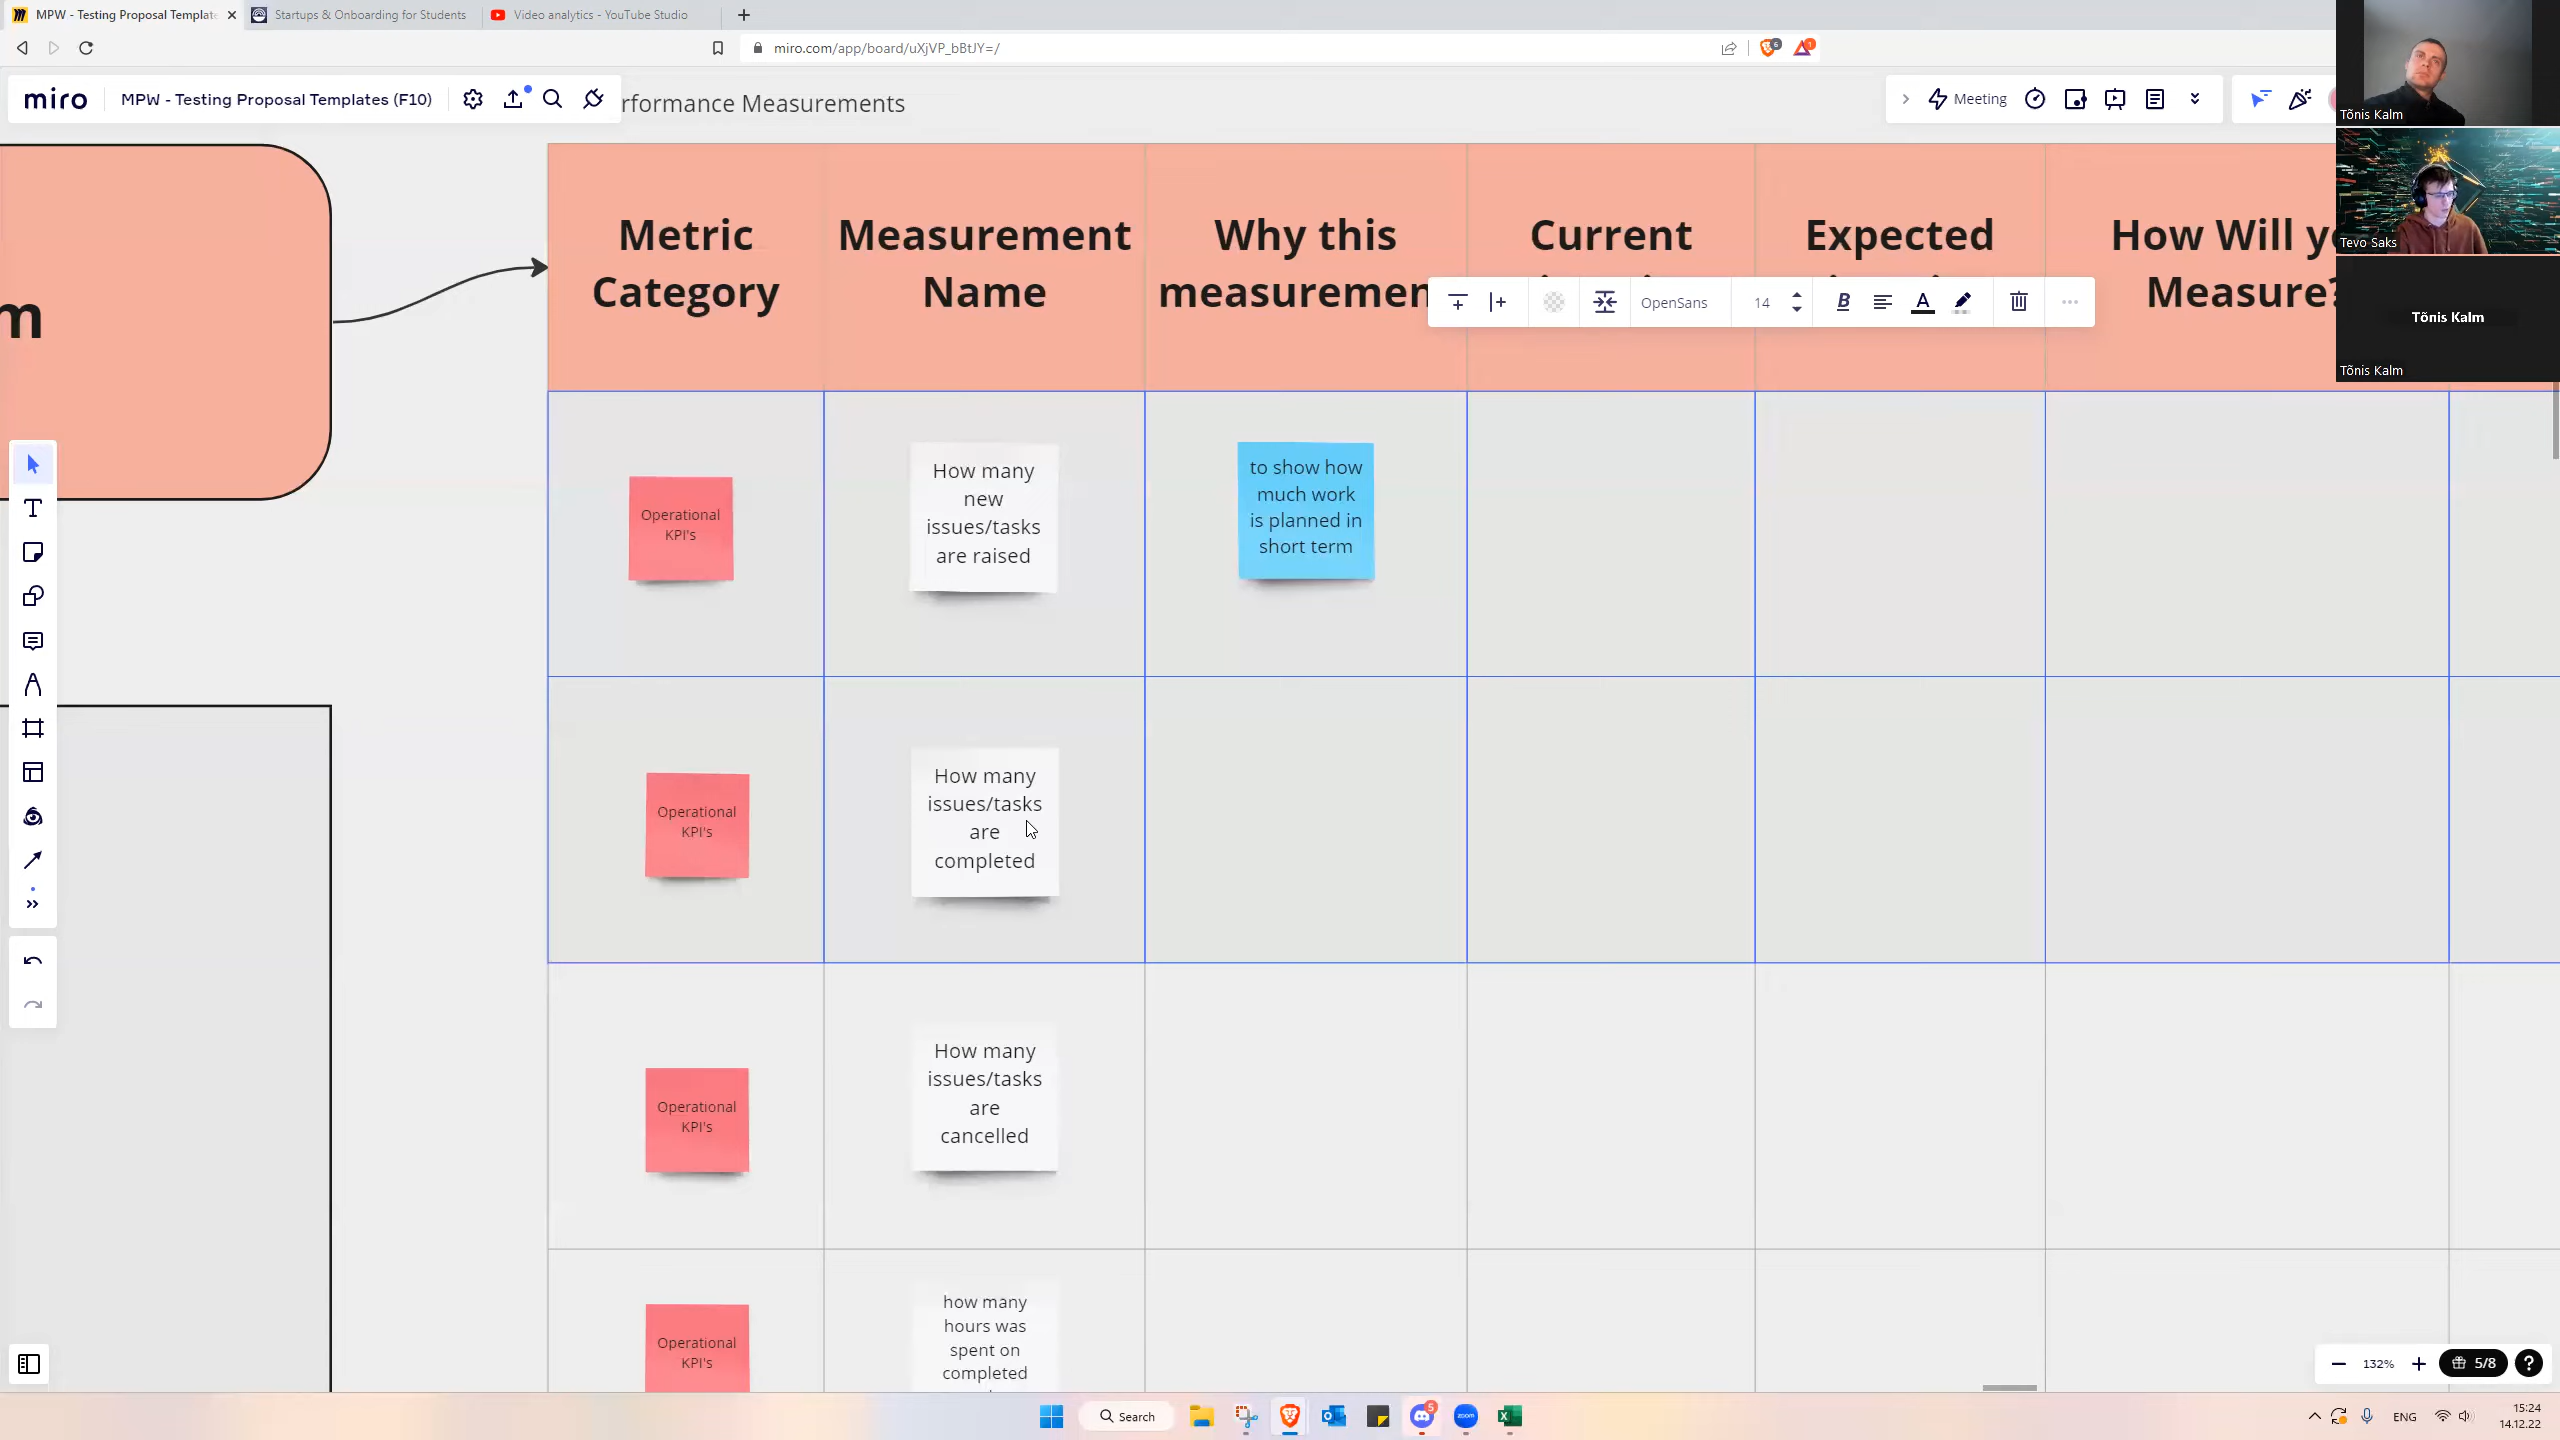 MPW - Testing Proposal Template
Startups & Onboarding for Students
Video analytics - YouTube Studio
miro.com/app/board/uXjVP_bBtJY=/
6
1
miro
MPW - Testing Proposal Templates (F10)
rformance Measurements
Meeting
Tõnis Kalm
Tevo Saks
Tõnis Kalm
Tõnis Kalm
m
Metric
Category
Measurement
Name
Why this
measuremen
Current
Expected
How Will y
Measure?
OpenSans
14
B
A
Operational
KPI's
How many
new
issues/tasks
are raised
to show how
much work
is planned in
short term
Operational
KPI's
How many
issues/tasks
are
completed
Operational
KPI's
How many
issues/tasks
are
cancelled
Operational
KPI's
how many
hours was
spent on
completed
132%
5/8
?
Search
5
zoom
ENG
15:24
14.12.22